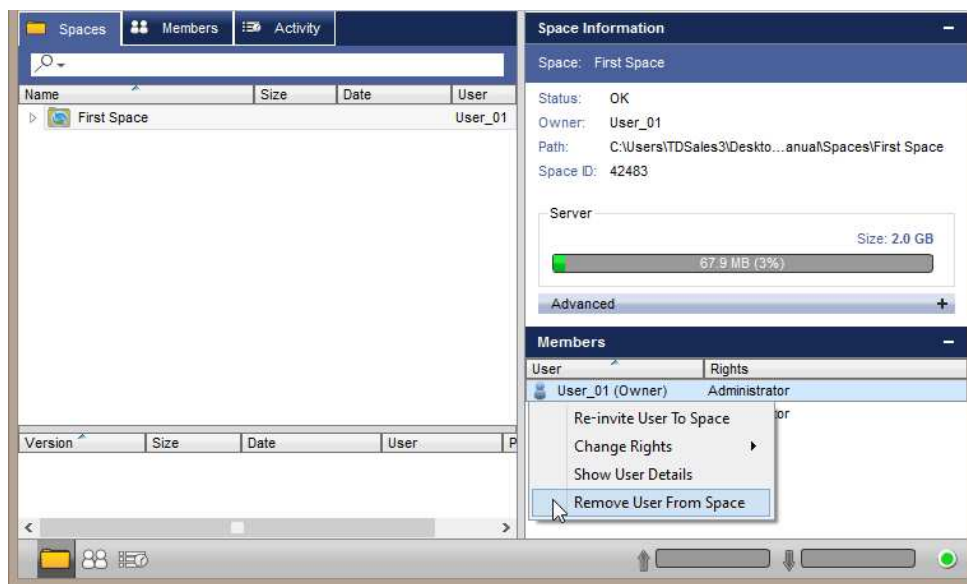 Spaces Members Activity
Name Size Date User
First Space User_01
Version Size Date User P
Space Information
Space: First Space
Status: OK
Owner: User_01
Path: C:\Users\TDSales3\Deskto...anual\Spaces\First Space
Space ID: 42483
Server
Size: 2.0 GB
67.9 MB (3%)
Advanced
Members
User Rights
User_01 (Owner) Administrator
or
Re-invite User To Space
Change Rights
Show User Details
Remove User From Space